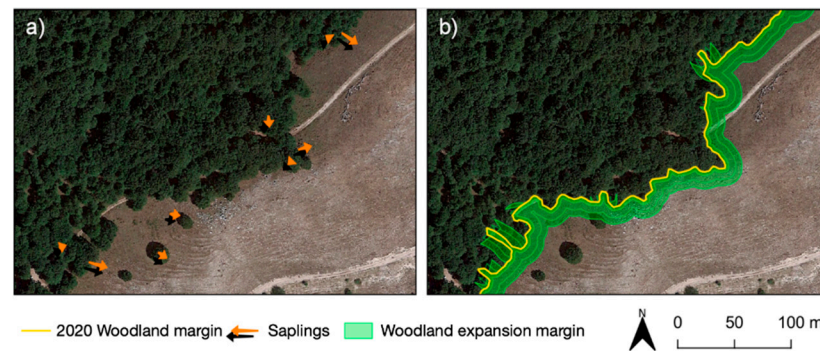 a)
b)
2020 Woodland margin Saplings Woodland expansion margin
N
0 50 100 m